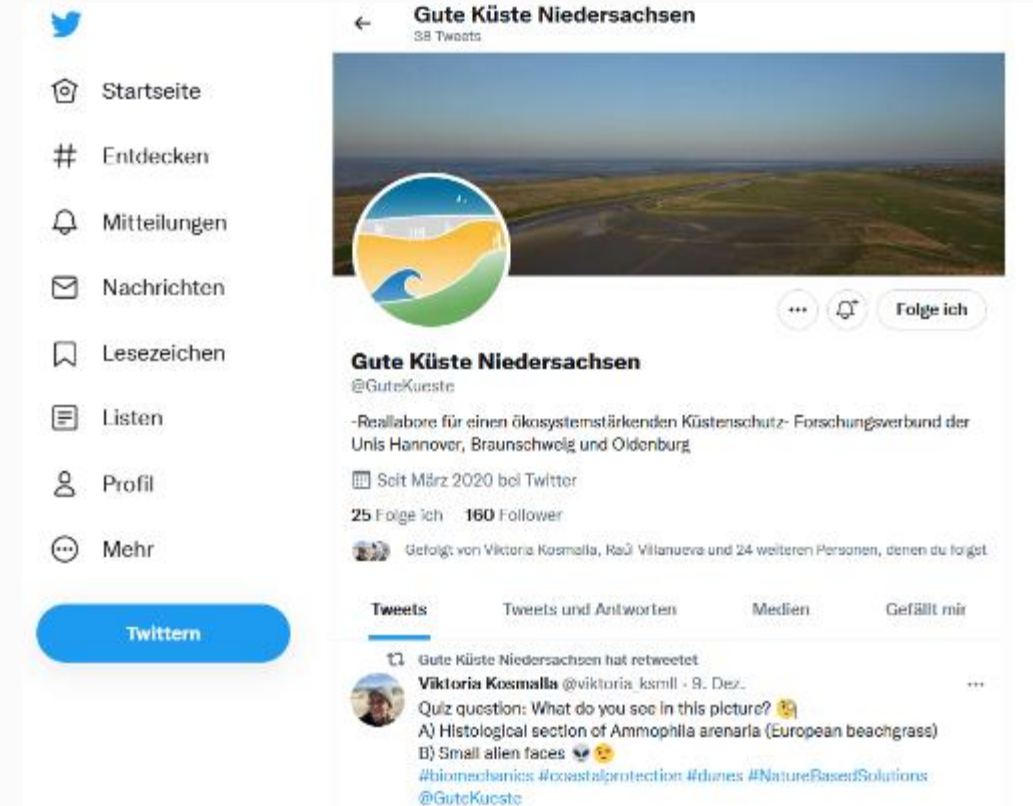 Gute Küste Niedersachsen
38 Tweets
Startseite
Entdecken
Mitteilungen
Nachrichten
Lesezeichen
Listen
Profil
Mehr
Twittern
Folge ich
Gute Küste Niedersachsen
@GuteKueste
-Reallabore für einen ökosystemstärkenden Küstenschutz- Forschungsverbund der
Unis Hannover, Braunschweig und Oldenburg
Seit März 2020 bei Twitter
25 Folge ich 160 Follower
Gefolgt von Viktoria Kosmalla, Raúl Villanueva und 24 weiteren Personen, denen du folgst
Tweets Tweets und Antworten Medien Gefällt mir
Gute Küste Niedersachsen hat retweetet
Viktoria Kosmalla @viktoria_ksmll · 9. Dez.
Quiz question: What do you see in this picture? 🧐
A) Histological section of Ammophila arenaria (European beachgrass)
B) Small alien faces 👽😉
#biomechanics #coastalprotection #dunes #NatureBasedSolutions
@GuteKueste